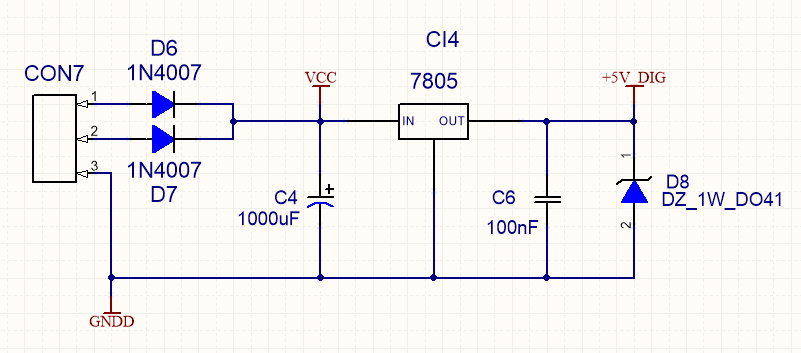 D6
1N4007
CON7
1
2
3
1N4007
D7
VCC
CI4
7805
IN
OUT
+5V_DIG
C4
1000uF
+
C6
100nF
1
D8
DZ_1W_DO41
2
GNDD